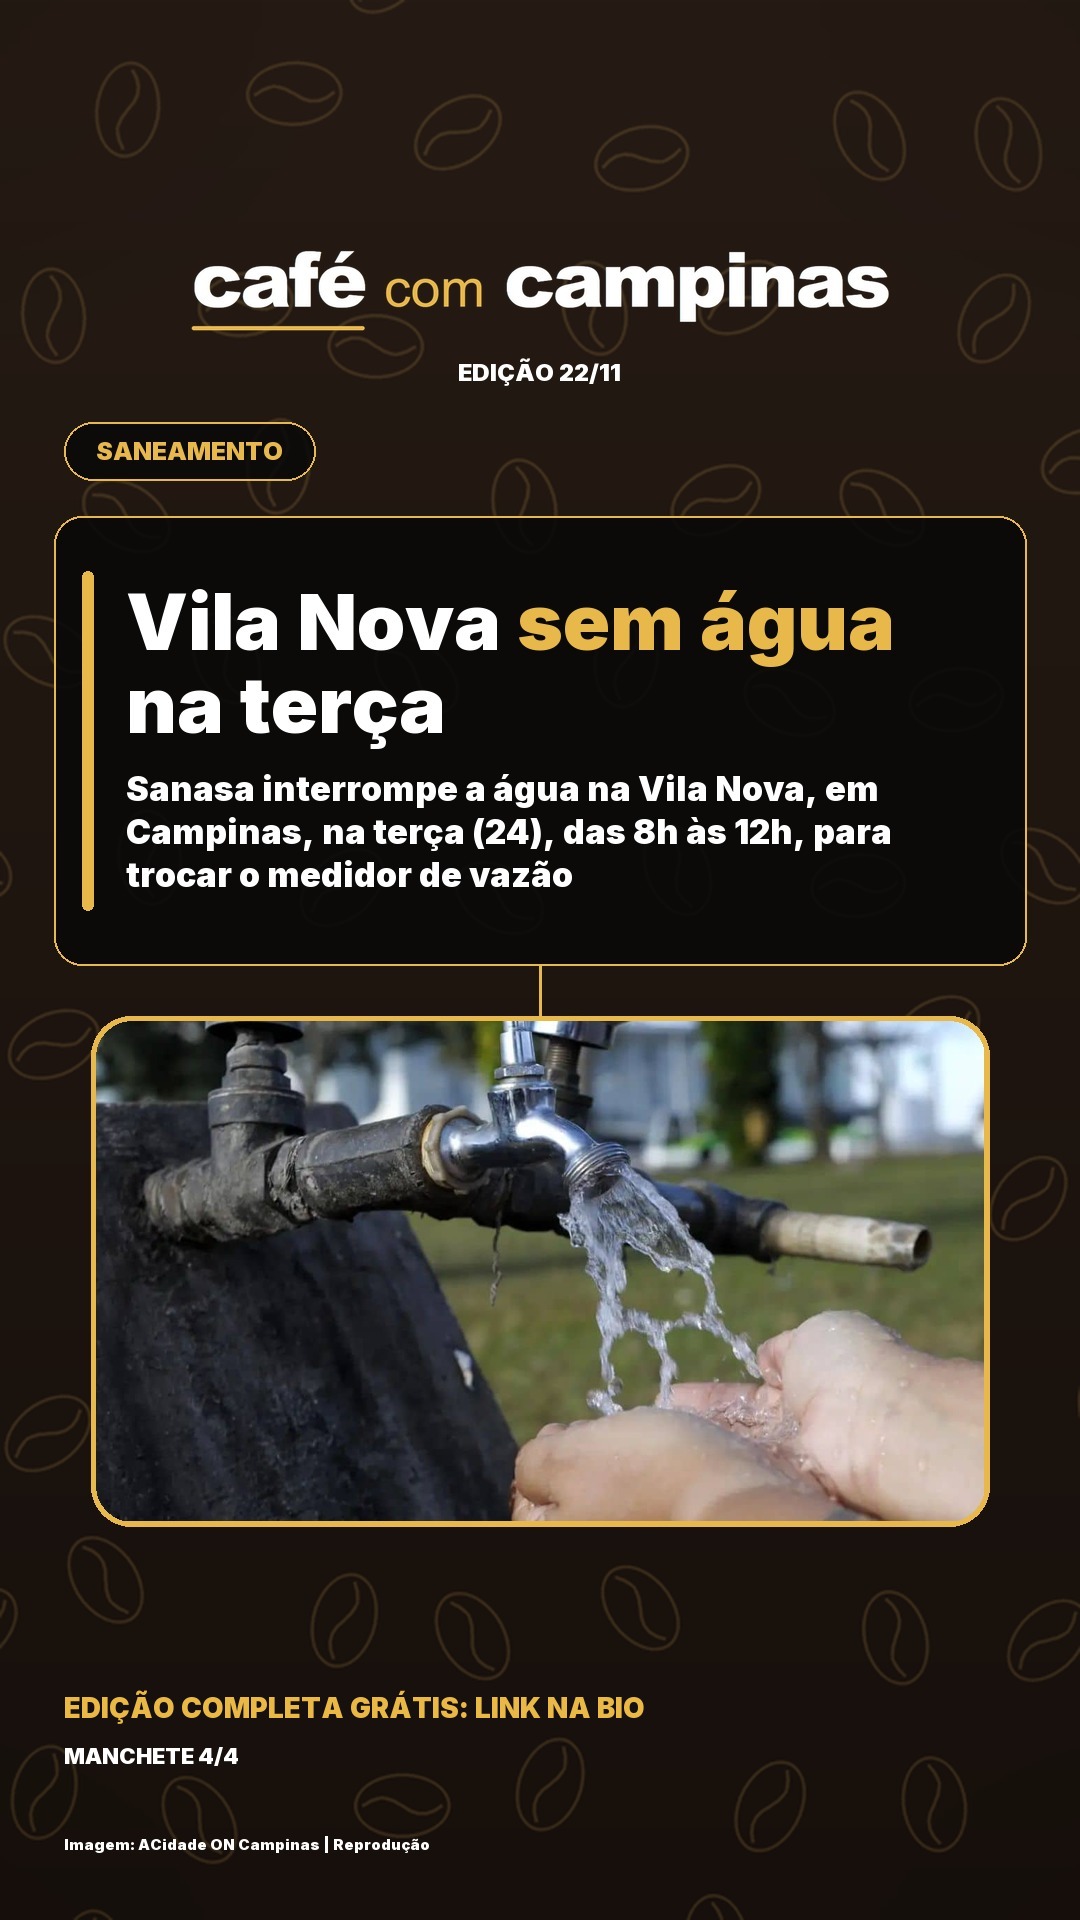 café com campinas
EDIÇÃO 22/11
SANEAMENTO
Vila Nova sem água
na terça
Sanasa interrompe a água na Vila Nova, em
Campinas, na terça (24), das 8h às 12h, para
trocar o medidor de vazão
EDIÇÃO COMPLETA GRÁTIS: LINK NA BIO
MANCHETE 4/4
Imagem: ACidade ON Campinas | Reprodução